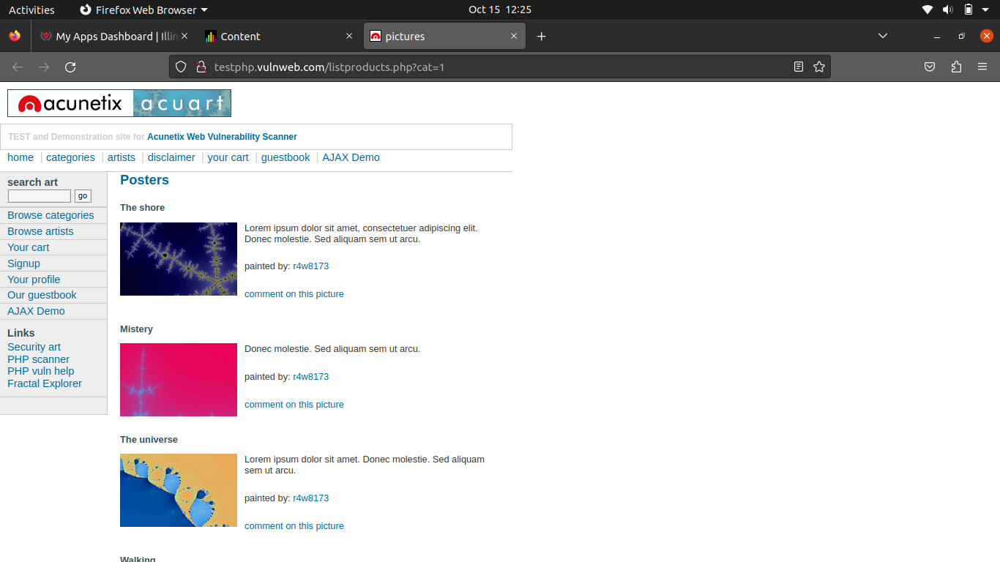 Activities Firefox Web Browser Oct 15 12:25
My Apps Dashboard | Illin Content pictures
testphp.vulnweb.com/listproducts.php?cat=1
acunetix acuart
TEST and Demonstration site for Acunetix Web Vulnerability Scanner
home | categories | artists | disclaimer | your cart | guestbook | AJAX Demo
search art
go
Browse categories
Browse artists
Your cart
Signup
Your profile
Our guestbook
AJAX Demo
Links
Security art
PHP scanner
PHP vuln help
Fractal Explorer
Posters
The shore
Lorem ipsum dolor sit amet, consectetuer adipiscing elit.
Donec molestie. Sed aliquam sem ut arcu.
painted by: r4w8173
comment on this picture
Mistery
Donec molestie. Sed aliquam sem ut arcu.
painted by: r4w8173
comment on this picture
The universe
Lorem ipsum dolor sit amet. Donec molestie. Sed aliquam
sem ut arcu.
painted by: r4w8173
comment on this picture
Walking